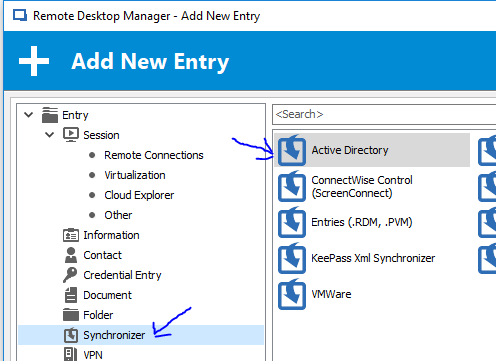 Remote Desktop Manager - Add New Entry
Add New Entry
Entry
Session
Remote Connections
Virtualization
Cloud Explorer
Other
Information
Contact
Credential Entry
Document
Folder
Synchronizer
VPN
<Search>
Active Directory
ConnectWise Control
(ScreenConnect)
Entries (.RDM, .PVM)
KeePass Xml Synchronizer
VMWare